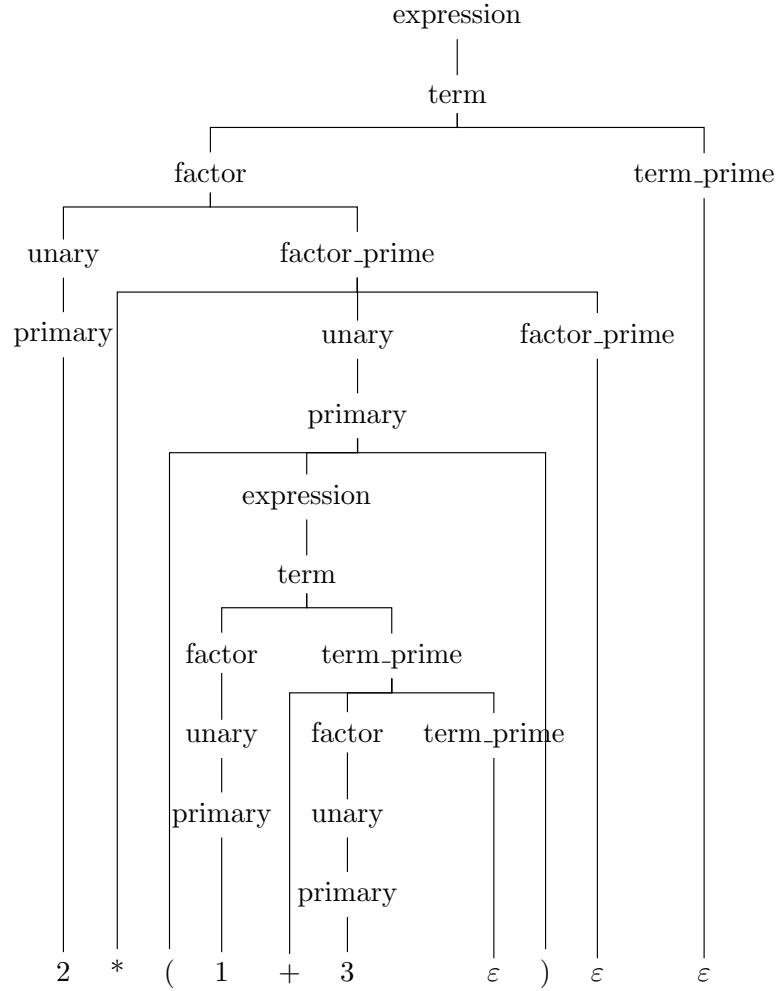 expression
term
factor term_prime
unary factor_prime
primary unary factor_prime
primary
expression
term
factor term_prime
unary factor term_prime
primary unary
primary
2 * ( 1 + 3 ε ) ε ε